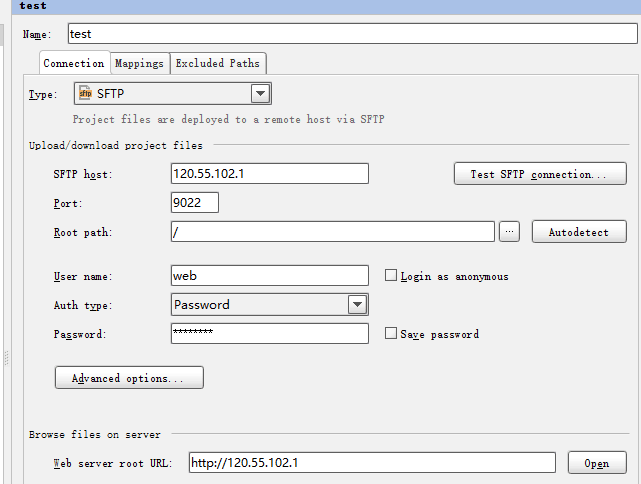 test
Name: test
Connection Mappings Excluded Paths
Type: sftp SFTP
Project files are deployed to a remote host via SFTP
Upload/download project files
SFTP host: 120.55.102.1 Test SFTP connection...
Port: 9022
Root path: / ... Autodetect
User name: web Login as anonymous
Auth type: Password
Password: ******** Save password
Advanced options...
Browse files on server
Web server root URL: http://120.55.102.1 Open